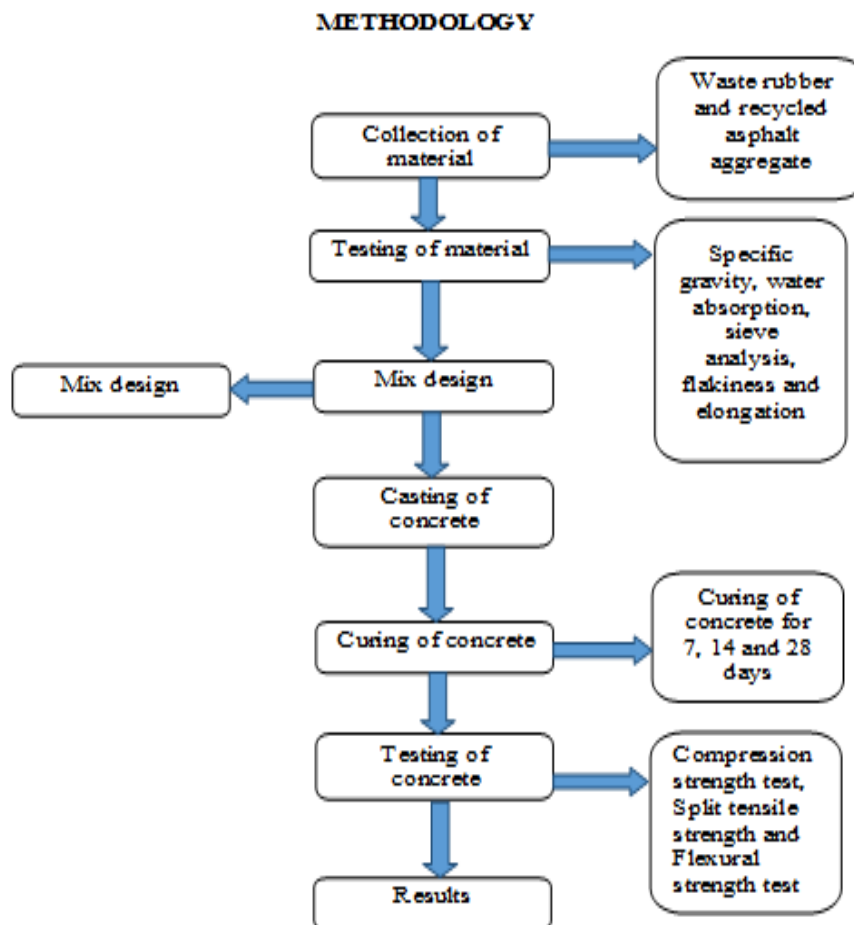 METHODOLOGY
Collection of
material
Waste rubber
and recycled
asphalt
aggregate
Testing of material
Specific
gravity, water
absorption,
sieve
analysis,
flakiness and
elongation
Mix design
Mix design
Casting of
concrete
Curing of concrete
Curing of
concrete for
7, 14 and 28
days
Testing of
concrete
Compression
strength test,
Split tensile
strength and
Flexural
strength test
Results